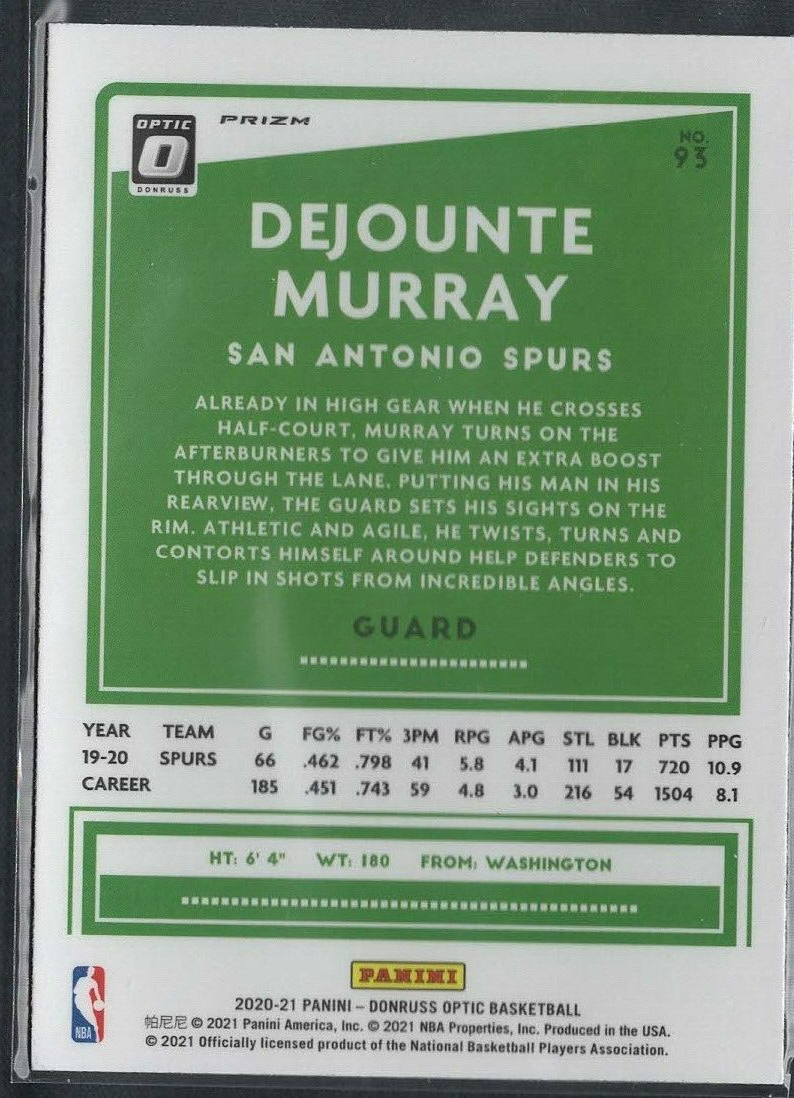 OPTIC
DONRUSS
PRIZM
NO.
93
DEJOUNTE
MURRAY
SAN ANTONIO SPURS
ALREADY IN HIGH GEAR WHEN HE CROSSES
HALF-COURT, MURRAY TURNS ON THE
AFTERBURNERS TO GIVE HIM AN EXTRA BOOST
THROUGH THE LANE. PUTTING HIS MAN IN HIS
REARVIEW, THE GUARD SETS HIS SIGHTS ON THE
RIM. ATHLETIC AND AGILE, HE TWISTS, TURNS AND
CONTORTS HIMSELF AROUND HELP DEFENDERS TO
SLIP IN SHOTS FROM INCREDIBLE ANGLES.
GUARD
YEAR TEAM G FG% FT% 3PM RPG APG STL BLK PTS PPG
19-20 SPURS 66 .462 .798 41 5.8 4.1 111 17 720 10.9
CAREER 185 .451 .743 59 4.8 3.0 216 54 1504 8.1
HT: 6' 4" WT: 180 FROM: WASHINGTON
PANINI
NBA
2020-21 PANINI – DONRUSS OPTIC BASKETBALL
帕尼尼 © 2021 Panini America, Inc. © 2021 NBA Properties, Inc. Produced in the USA.
© 2021 Officially licensed product of the National Basketball Players Association.